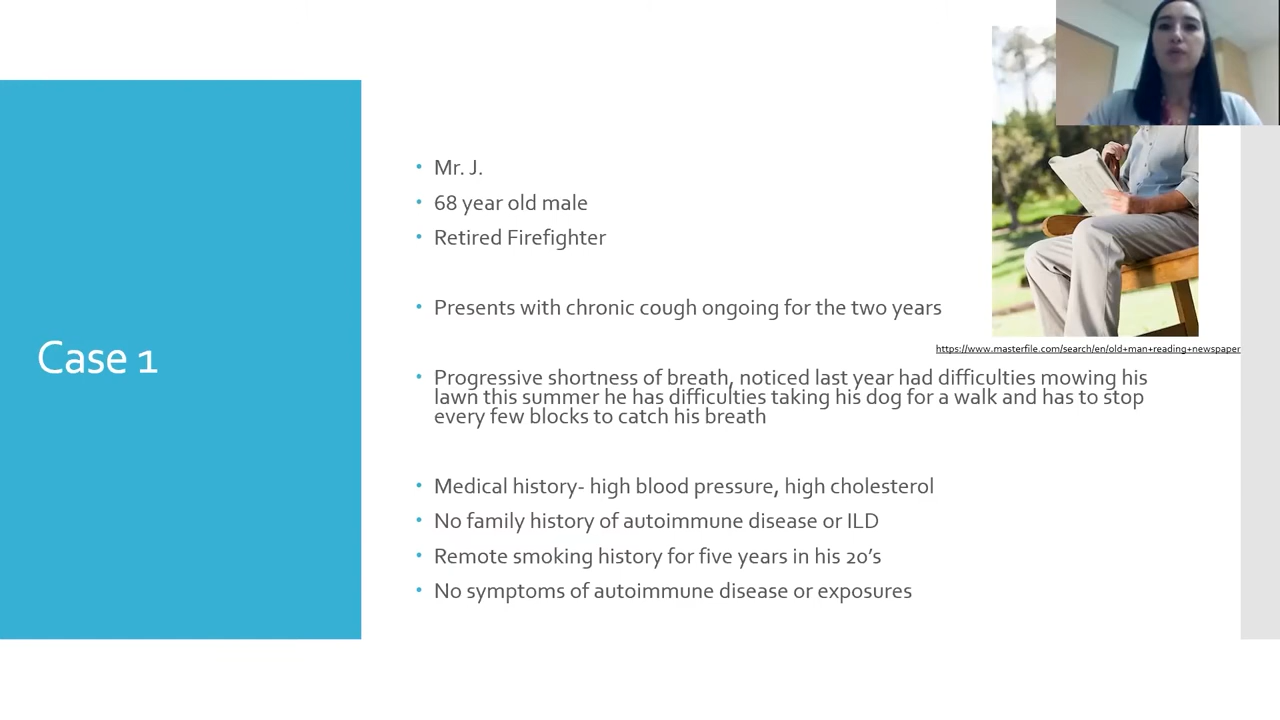 Case 1
Mr. J.
68 year old male
Retired Firefighter
Presents with chronic cough ongoing for the two years
https://www.masterfile.com/search/en/old+man+reading+newspaper
Progressive shortness of breath, noticed last year had difficulties mowing his
lawn this summer he has difficulties taking his dog for a walk and has to stop
every few blocks to catch his breath
Medical history- high blood pressure, high cholesterol
No family history of autoimmune disease or ILD
Remote smoking history for five years in his 20’s
No symptoms of autoimmune disease or exposures